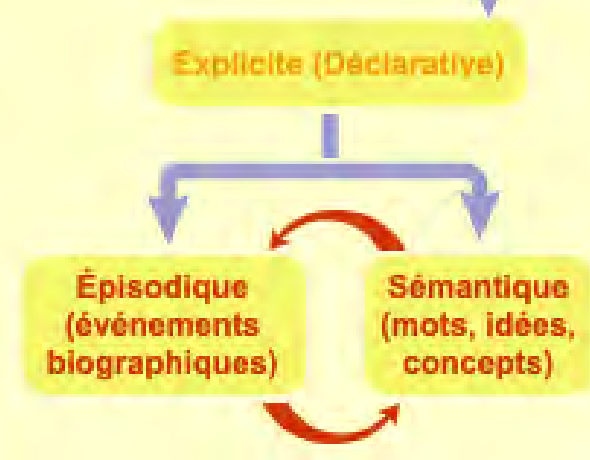 Explicite (Déclarative)
Épisodique
(événements
biographiques)
Sémantique
(mots, idées,
concepts)